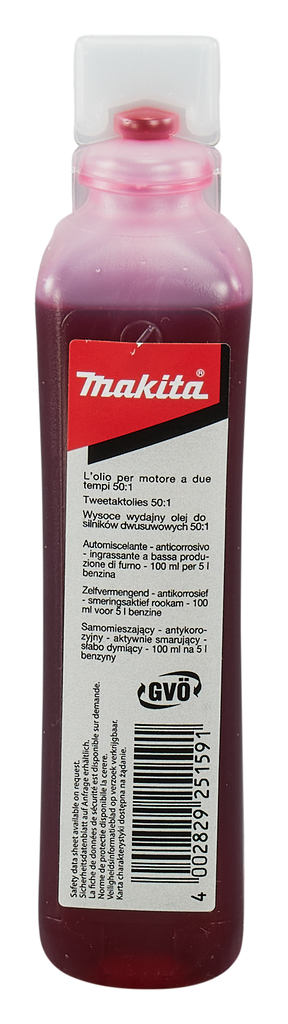 makita®
L'olio per motore a due
tempi 50:1
Tweetaktolies 50:1
Wysoce wydajny olej do
silników dwusuwowych 50:1
Automiscelante - anticorrosivo
- ingrassante a bassa produ-
zione di fumo - 100 ml per 5 l
benzina
Zelfvermengend - antikorrosief
- smeringsaktief rookam - 100
ml voor 5 l benzine
Samomieszający - antykoro-
zyjny - aktywnie smarujący -
słabo dymiący - 100 ml na 5 l
benzyny
GVÖ
Safety data sheet available on request.
Sicherheitsdatenblatt auf Anfrage erhältlich.
La fiche de données de sécurité est disponible sur demande.
Norme de protectie disponibile la cerere.
Veiligheidsinformatieblad op verzoek verkrijgbaar.
Karta charakterystyki dostępna na żądanie.
4 002829 251591